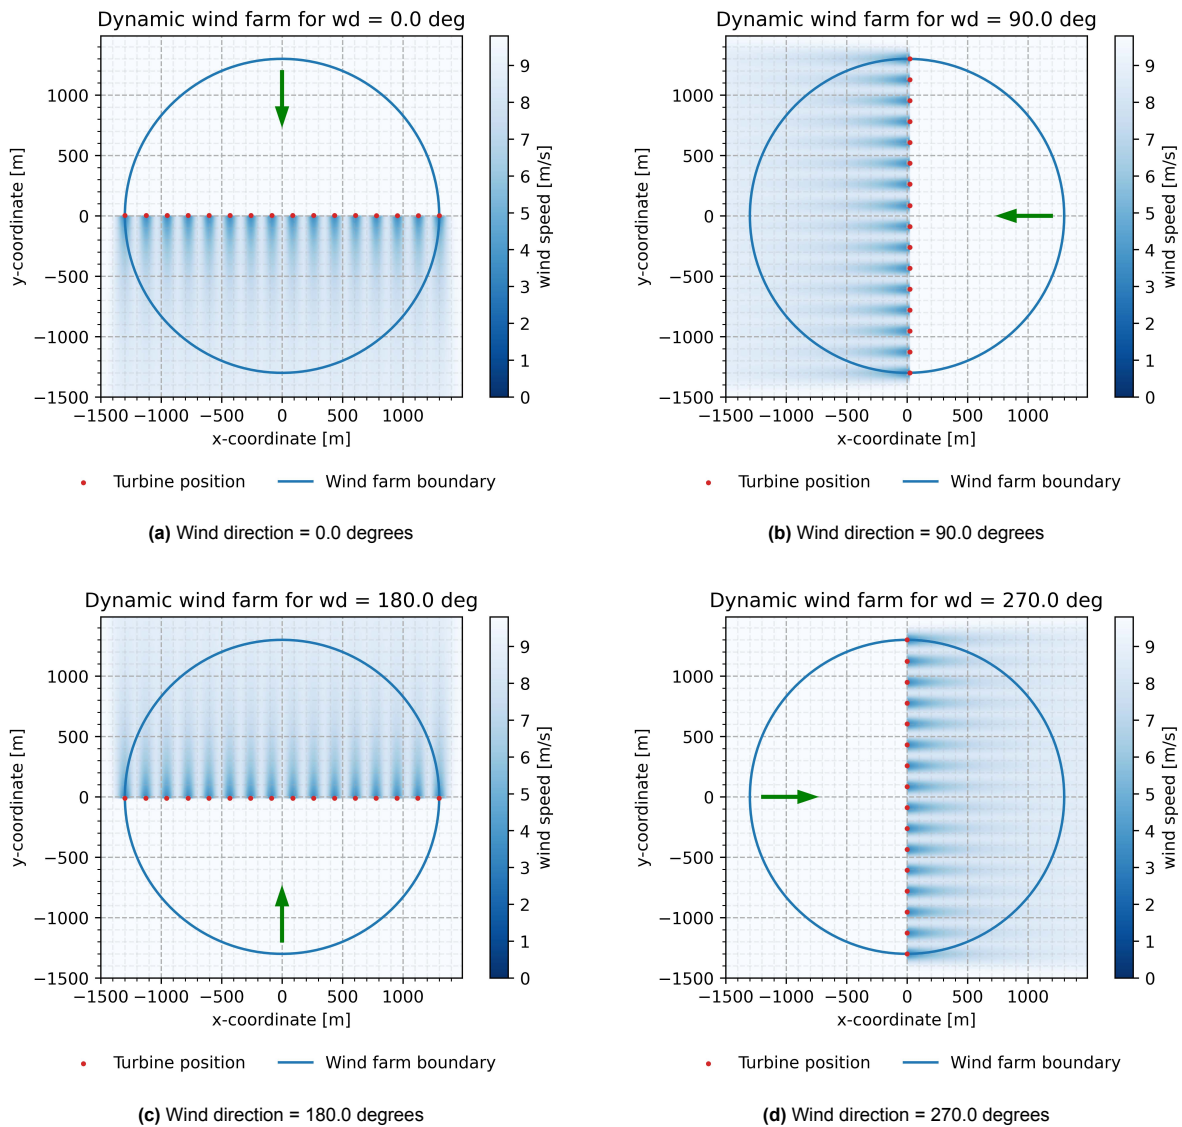 Dynamic wind farm for wd = 0.0 deg
1000
500
0
−500
−1000
−1500
y-coordinate [m]
−1500 −1000 −500 0 500 1000
x-coordinate [m]
9
8
7
6
5
4
3
2
1
0
wind speed [m/s]
Turbine position Wind farm boundary
(a) Wind direction = 0.0 degrees
Dynamic wind farm for wd = 90.0 deg
1000
500
0
−500
−1000
−1500
y-coordinate [m]
−1500 −1000 −500 0 500 1000
x-coordinate [m]
9
8
7
6
5
4
3
2
1
0
wind speed [m/s]
Turbine position Wind farm boundary
(b) Wind direction = 90.0 degrees
Dynamic wind farm for wd = 180.0 deg
1000
500
0
−500
−1000
−1500
y-coordinate [m]
−1500 −1000 −500 0 500 1000
x-coordinate [m]
9
8
7
6
5
4
3
2
1
0
wind speed [m/s]
Turbine position Wind farm boundary
(c) Wind direction = 180.0 degrees
Dynamic wind farm for wd = 270.0 deg
1000
500
0
−500
−1000
−1500
y-coordinate [m]
−1500 −1000 −500 0 500 1000
x-coordinate [m]
9
8
7
6
5
4
3
2
1
0
wind speed [m/s]
Turbine position Wind farm boundary
(d) Wind direction = 270.0 degrees